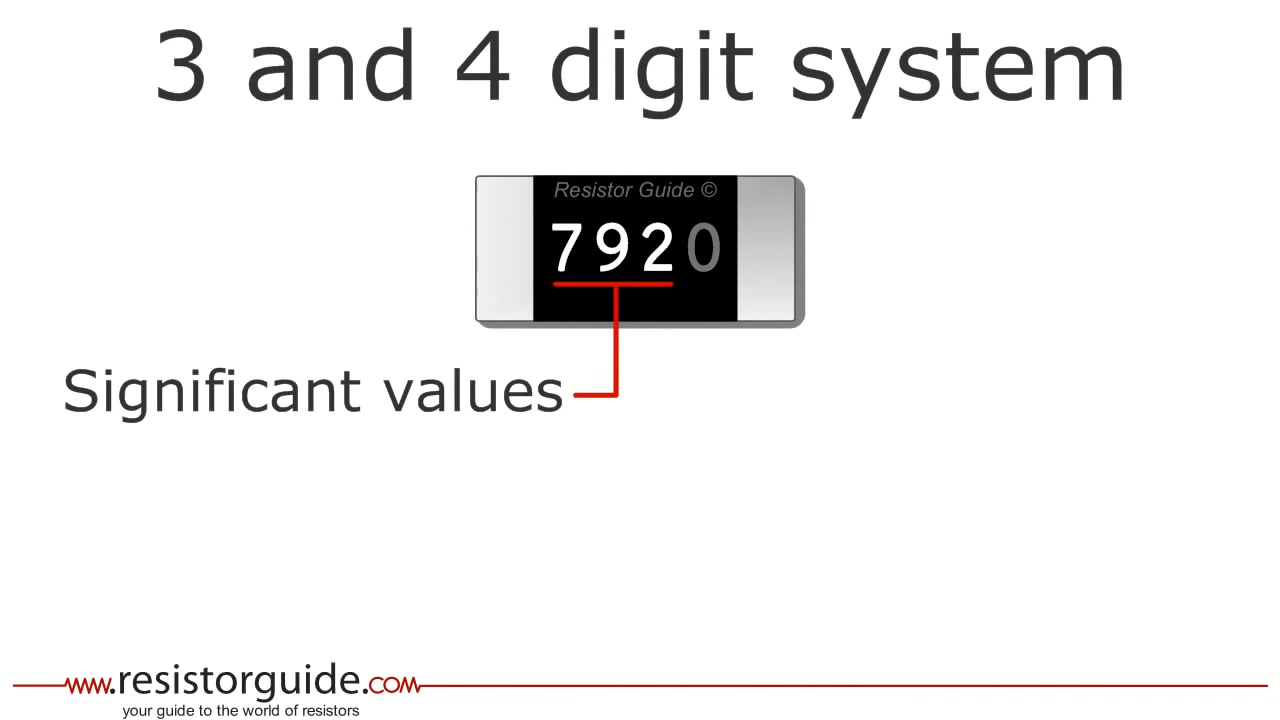 3 and 4 digit system
Resistor Guide ©
7920
Significant values
www.resistorguide.com
your guide to the world of resistors